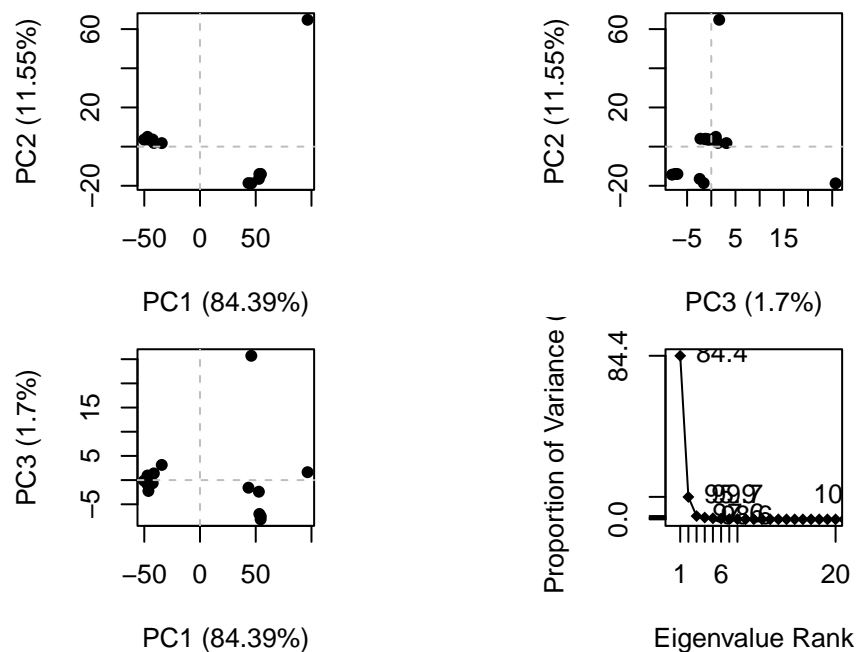 PC2 (11.55%)
60
20
−20
−50 0 50
PC1 (84.39%)
PC2 (11.55%)
60
20
−20
−5 5 15
PC3 (1.7%)
PC3 (1.7%)
15
5
−5
−50 0 50
PC1 (84.39%)
Proportion of Variance (
84.4
0.0
84.4
10
1 6 20
Eigenvalue Rank